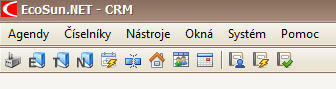 EcoSun.NET - CRM
Agendy Číselníky Nástroje Okná Systém Pomoc
E T N